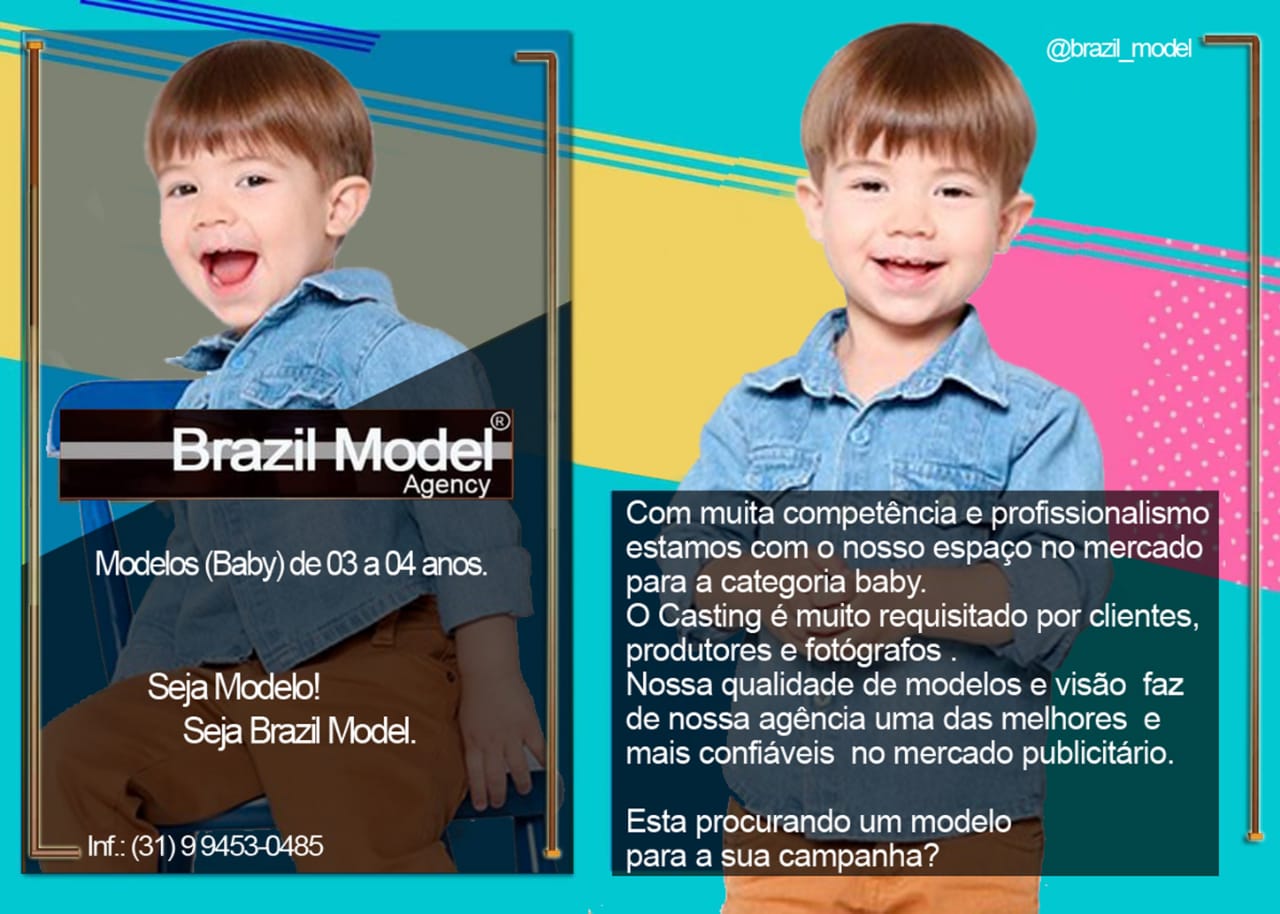 @brazil_model
Brazil Model®
Agency
Modelos (Baby) de 03 a 04 anos.
Seja Modelo!
Seja Brazil Model.
Inf.: (31) 9 9453-0485
Com muita competência e profissionalismo
estamos com o nosso espaço no mercado
para a categoria baby.
O Casting é muito requisitado por clientes,
produtores e fotógrafos .
Nossa qualidade de modelos e visão  faz
de nossa agência uma das melhores  e
mais confiáveis  no mercado publicitário.
Esta procurando um modelo
para a sua campanha?